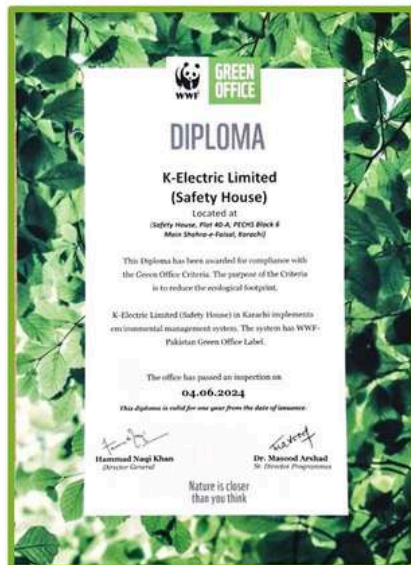 WWF
GREEN
OFFICE
DIPLOMA
K-Electric Limited
(Safety House)
Located at
(Safety House, Plot 40-A, PECHS Block 6
Main Shahra-e-Faisal, Karachi)
This Diploma has been awarded for compliance with
the Green Office Criteria. The purpose of the Criteria
is to reduce the ecological footprint.
K-Electric Limited (Safety House) in Karachi implements
environmental management system. The system has WWF-
Pakistan Green Office Label.
The office has passed an inspection on
04.06.2024
This diploma is valid for one year from the date of issuance.
Hammad Naqi Khan
Dr. Masood Arshad
Director General
Sr. Director Programmes
Nature is closer
than you think